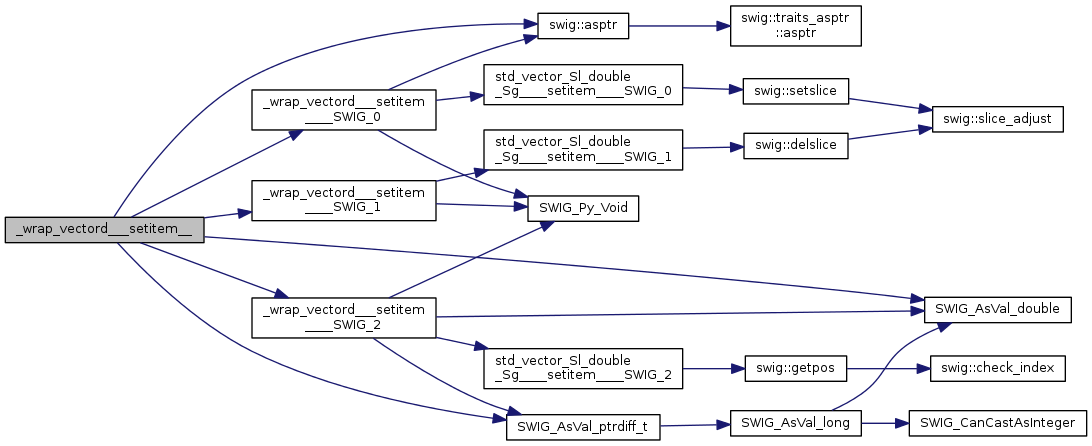 swig::asptr
swig::traits_asptr
::asptr
std_vector_Sl_double
_Sg____setitem____SWIG_0
swig::setslice
_wrap_vectord___setitem
____SWIG_0
swig::slice_adjust
std_vector_Sl_double
_Sg____setitem____SWIG_1
swig::delslice
_wrap_vectord___setitem
____SWIG_1
SWIG_Py_Void
_wrap_vectord___setitem__
_wrap_vectord___setitem
____SWIG_2
SWIG_AsVal_double
std_vector_Sl_double
_Sg____setitem____SWIG_2
swig::getpos
swig::check_index
SWIG_AsVal_ptrdiff_t
SWIG_AsVal_long
SWIG_CanCastAsInteger